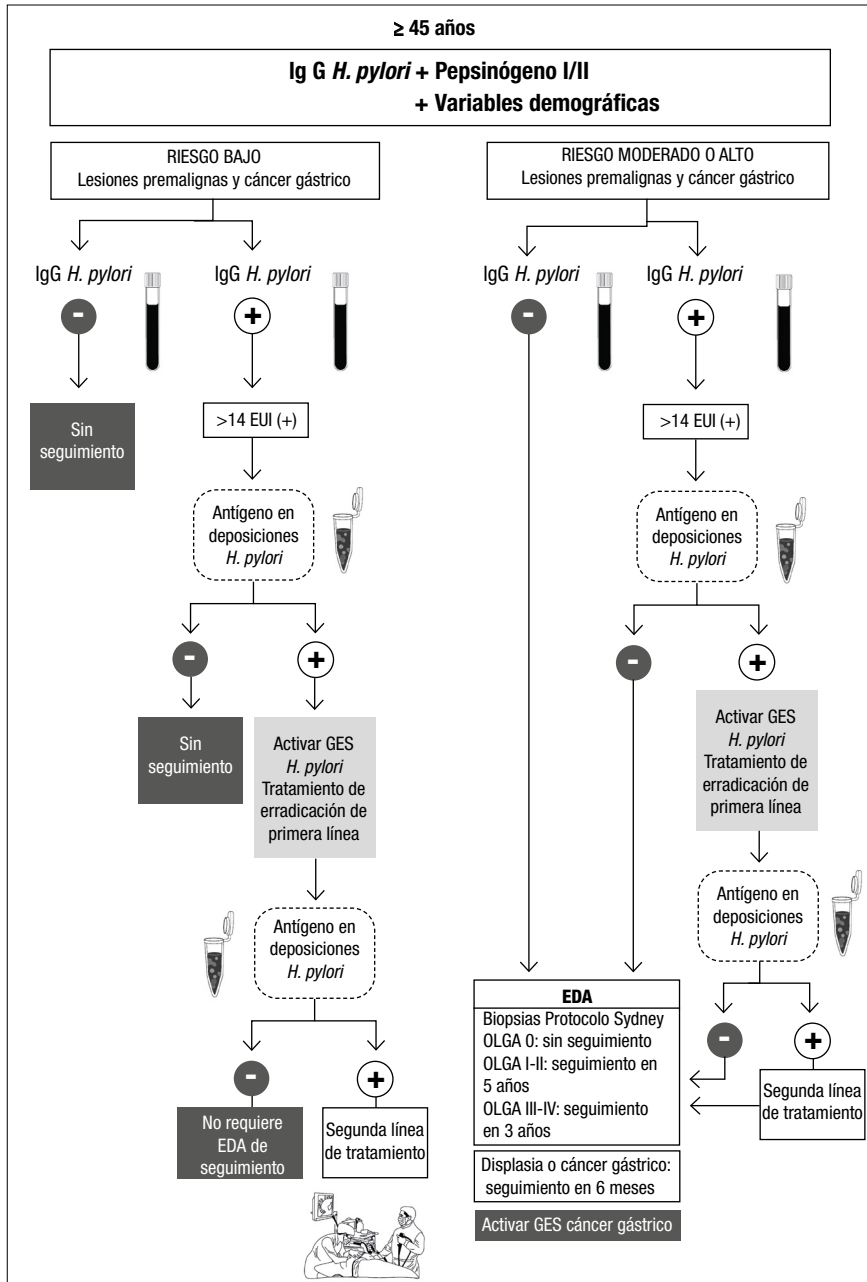 ≥ 45 años
Ig G H. pylori + Pepsinógeno I/II
+ Variables demográficas
RIESGO BAJO
Lesiones premalignas y cáncer gástrico
IgG H. pylori
-
IgG H. pylori
+
Sin
seguimiento
>14 EUI (+)
Antígeno en
deposiciones
H. pylori
-
+
Sin
seguimiento
Activar GES
H. pylori
Tratamiento de
erradicación de
primera línea
Antígeno en
deposiciones
H. pylori
-
+
No requiere
EDA de
seguimiento
Segunda línea
de tratamiento
RIESGO MODERADO O ALTO
Lesiones premalignas y cáncer gástrico
IgG H. pylori
-
IgG H. pylori
+
>14 EUI (+)
Antígeno en
deposiciones
H. pylori
-
+
Activar GES
H. pylori
Tratamiento de
erradicación de
primera línea
Antígeno en
deposiciones
H. pylori
-
+
Segunda línea
de tratamiento
EDA
Biopsias Protocolo Sydney
OLGA 0: sin seguimiento
OLGA I-II: seguimiento en
5 años
OLGA III-IV: seguimiento
en 3 años
Displasia o cáncer gástrico:
seguimiento en 6 meses
Activar GES cáncer gástrico